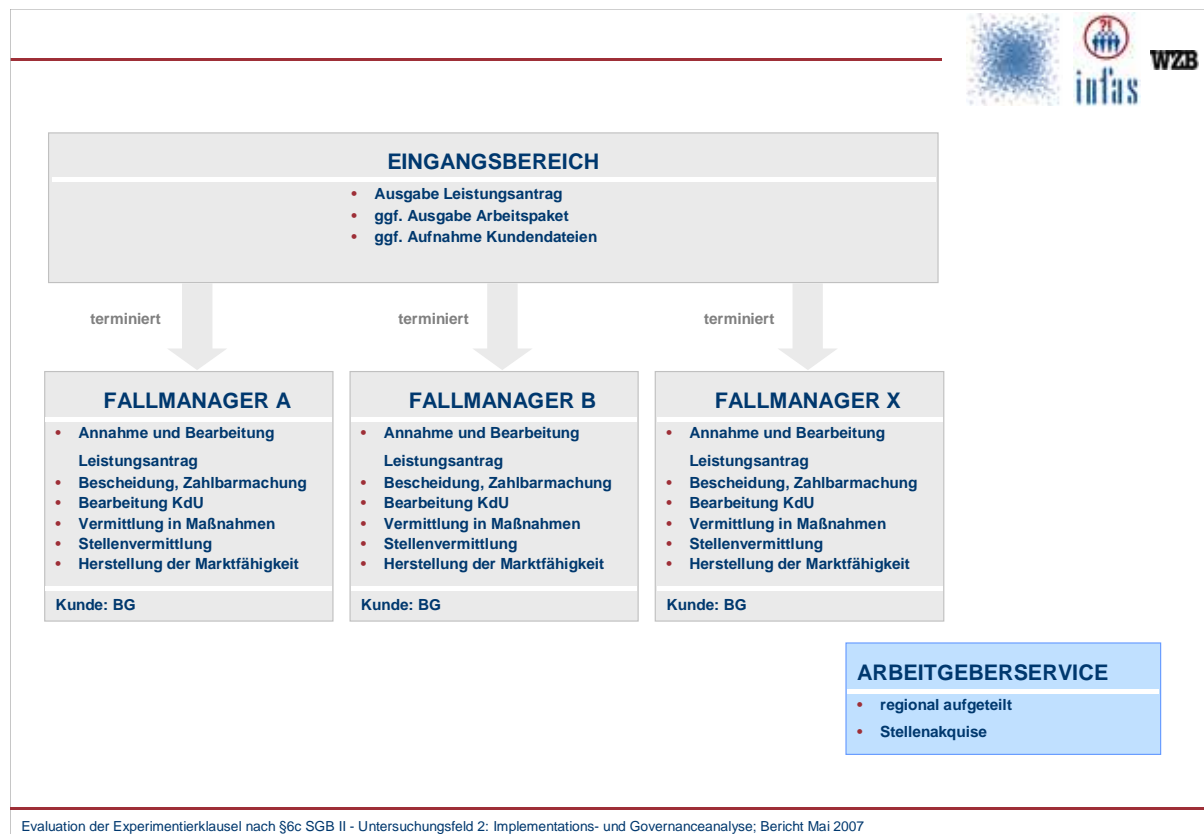 ?!
infas
WZB
EINGANGSBEREICH
• Ausgabe Leistungsantrag
• ggf. Ausgabe Arbeitspaket
• ggf. Aufnahme Kundendateien
terminiert
terminiert
terminiert
FALLMANAGER A
• Annahme und Bearbeitung
Leistungsantrag
• Bescheidung, Zahlbarmachung
• Bearbeitung KdU
• Vermittlung in Maßnahmen
• Stellenvermittlung
• Herstellung der Marktfähigkeit
Kunde: BG
FALLMANAGER B
• Annahme und Bearbeitung
Leistungsantrag
• Bescheidung, Zahlbarmachung
• Bearbeitung KdU
• Vermittlung in Maßnahmen
• Stellenvermittlung
• Herstellung der Marktfähigkeit
Kunde: BG
FALLMANAGER X
• Annahme und Bearbeitung
Leistungsantrag
• Bescheidung, Zahlbarmachung
• Bearbeitung KdU
• Vermittlung in Maßnahmen
• Stellenvermittlung
• Herstellung der Marktfähigkeit
Kunde: BG
ARBEITGEBERSERVICE
• regional aufgeteilt
• Stellenakquise
Evaluation der Experimentierklausel nach §6c SGB II - Untersuchungsfeld 2: Implementations- und Governanceanalyse; Bericht Mai 2007